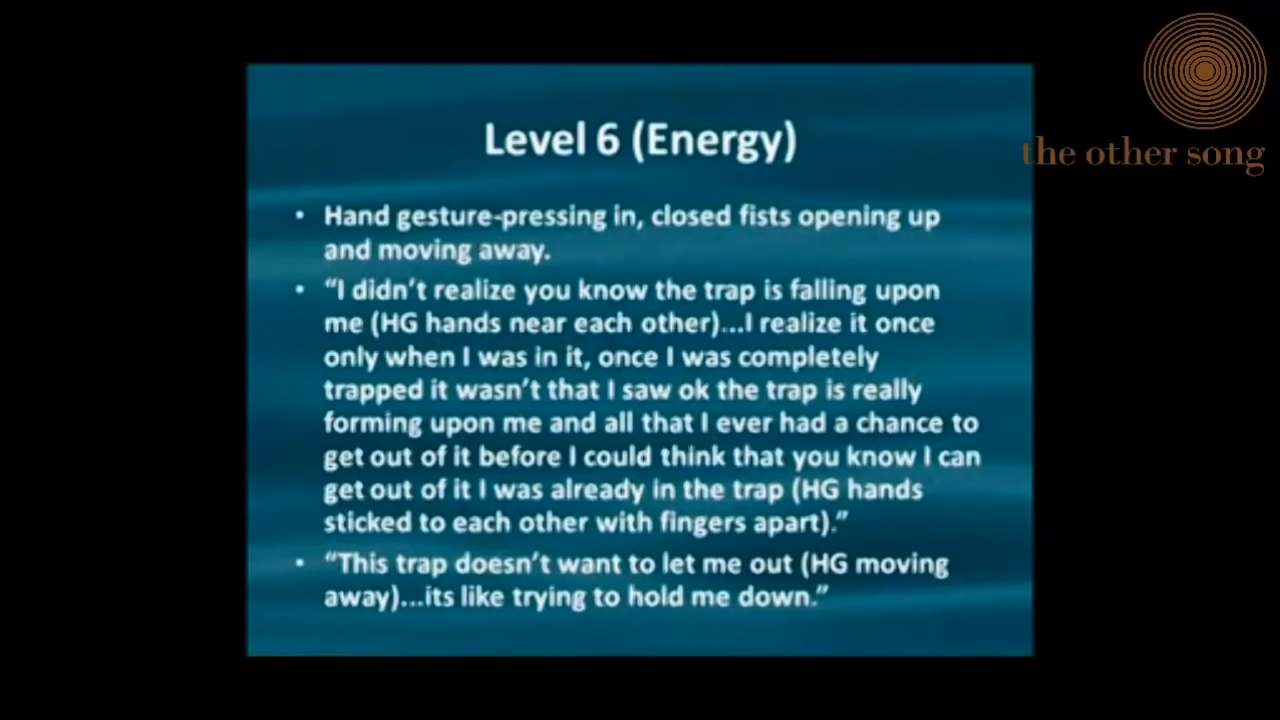 the other song
Level 6 (Energy)
• Hand gesture-pressing in, closed fists opening up
and moving away.
• “I didn’t realize you know the trap is falling upon
me (HG hands near each other)...I realize it once
only when I was in it, once I was completely
trapped it wasn’t that I saw ok the trap is really
forming upon me and all that I ever had a chance to
get out of it before I could think that you know I can
get out of it I was already in the trap (HG hands
sticked to each other with fingers apart).”
• “This trap doesn’t want to let me out (HG moving
away)...its like trying to hold me down.”